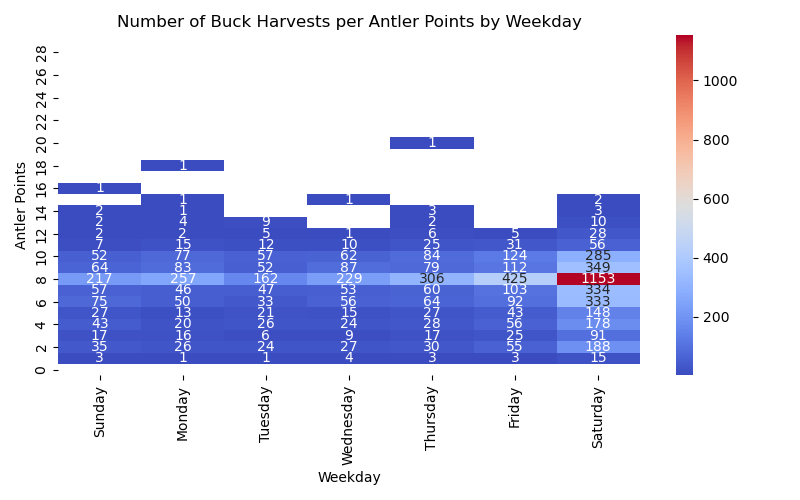 Number of Buck Harvests per Antler Points by Weekday
Antler Points
28
26
24
22
20 1
18 1
16 1
1 1 2
14 2 1 3 3
2 4 9 2 10
12 2 2 5 1 6 5 28
7 15 12 10 25 31 56
10 52 77 57 62 84 124 285
64 83 52 87 79 112 349
8 217 257 162 229 306 425 1153
57 46 47 53 60 103 334
6 75 50 33 56 64 92 333
27 13 21 15 27 43 148
4 43 20 26 24 28 56 178
17 16 6 9 17 25 91
2 35 26 24 27 30 55 188
3 1 1 4 3 3 15
0
Sunday
Monday
Tuesday
Wednesday
Thursday
Friday
Saturday
Weekday
1000
800
600
400
200